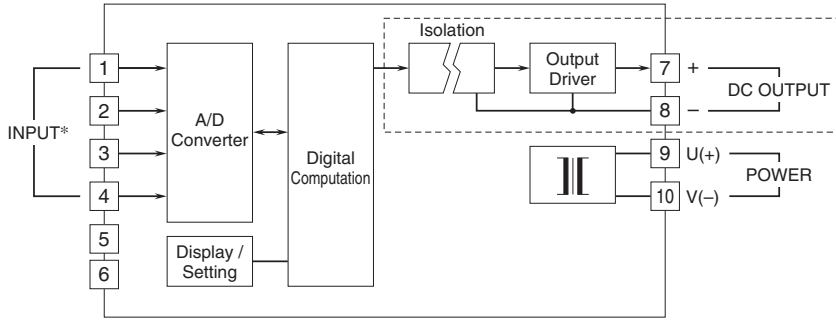 Isolation
1
2
3
4
5
6
INPUT*
A/D
Converter
Digital
Computation
Display /
Setting
Output
Driver
7 +
8 −
DC OUTPUT
9 U(+)
10 V(−)
POWER